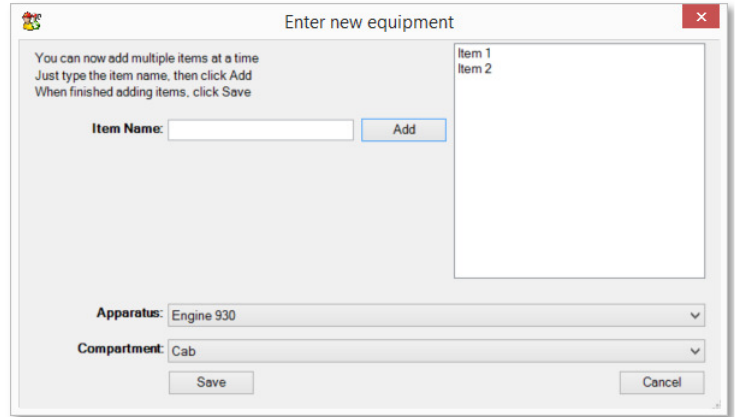 Enter new equipment
You can now add multiple items at a time
Just type the item name, then click Add
When finished adding items, click Save
Item 1
Item 2
Item Name:
Add
Apparatus:
Engine 930
Compartment:
Cab
Save
Cancel